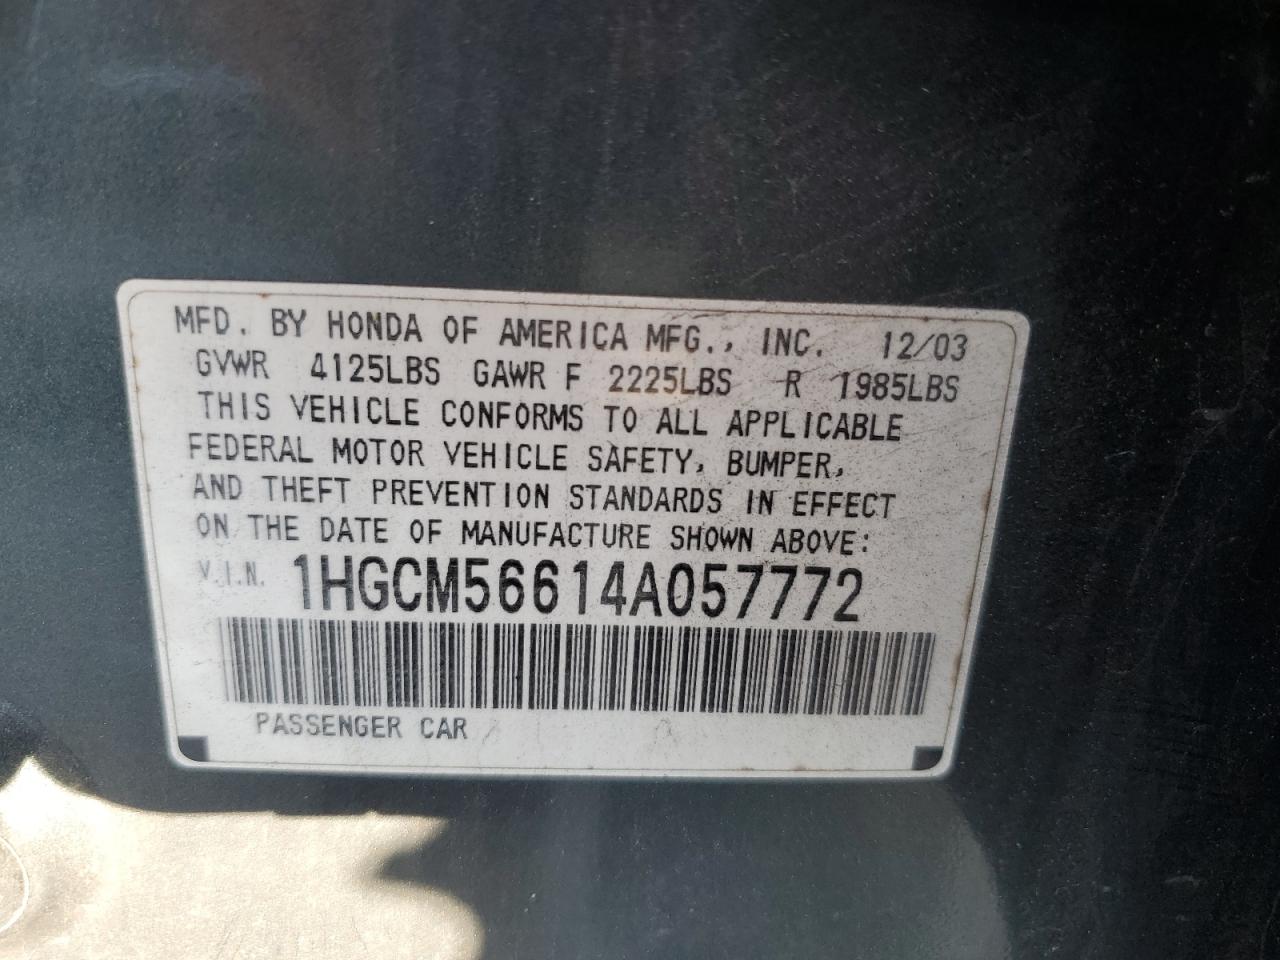 MFD. BY HONDA OF AMERICA MFG., INC. 12/03
GVWR 4125LBS GAWR F 2225LBS R 1985LBS
THIS VEHICLE CONFORMS TO ALL APPLICABLE
FEDERAL MOTOR VEHICLE SAFETY, BUMPER,
AND THEFT PREVENTION STANDARDS IN EFFECT
ON THE DATE OF MANUFACTURE SHOWN ABOVE:
V.I.N. 1HGCM56614A057772
PASSENGER CAR